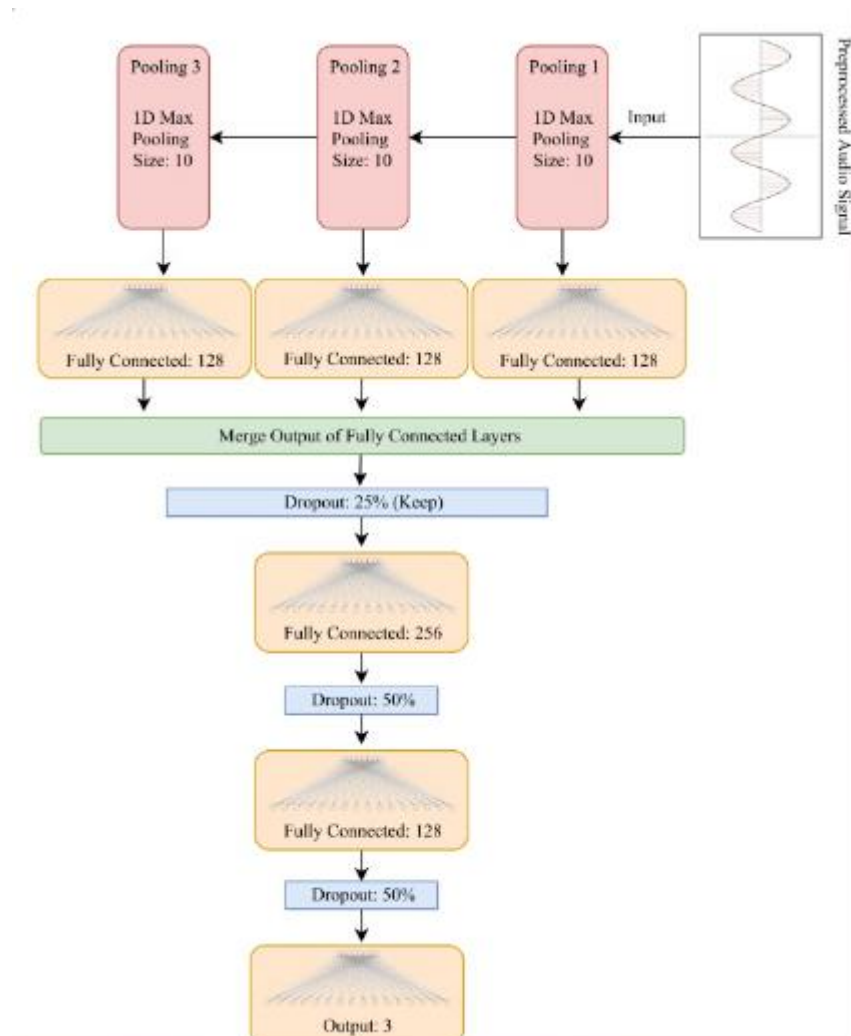 Pooling 3
1D Max
Pooling
Size: 10
Pooling 2
1D Max
Pooling
Size: 10
Pooling 1
1D Max
Pooling
Size: 10
Input
Preprocessed Audio Signal
Fully Connected: 128
Fully Connected: 128
Fully Connected: 128
Merge Output of Fully Connected Layers
Dropout: 25% (Keep)
Fully Connected: 256
Dropout: 50%
Fully Connected: 128
Dropout: 50%
Output: 3